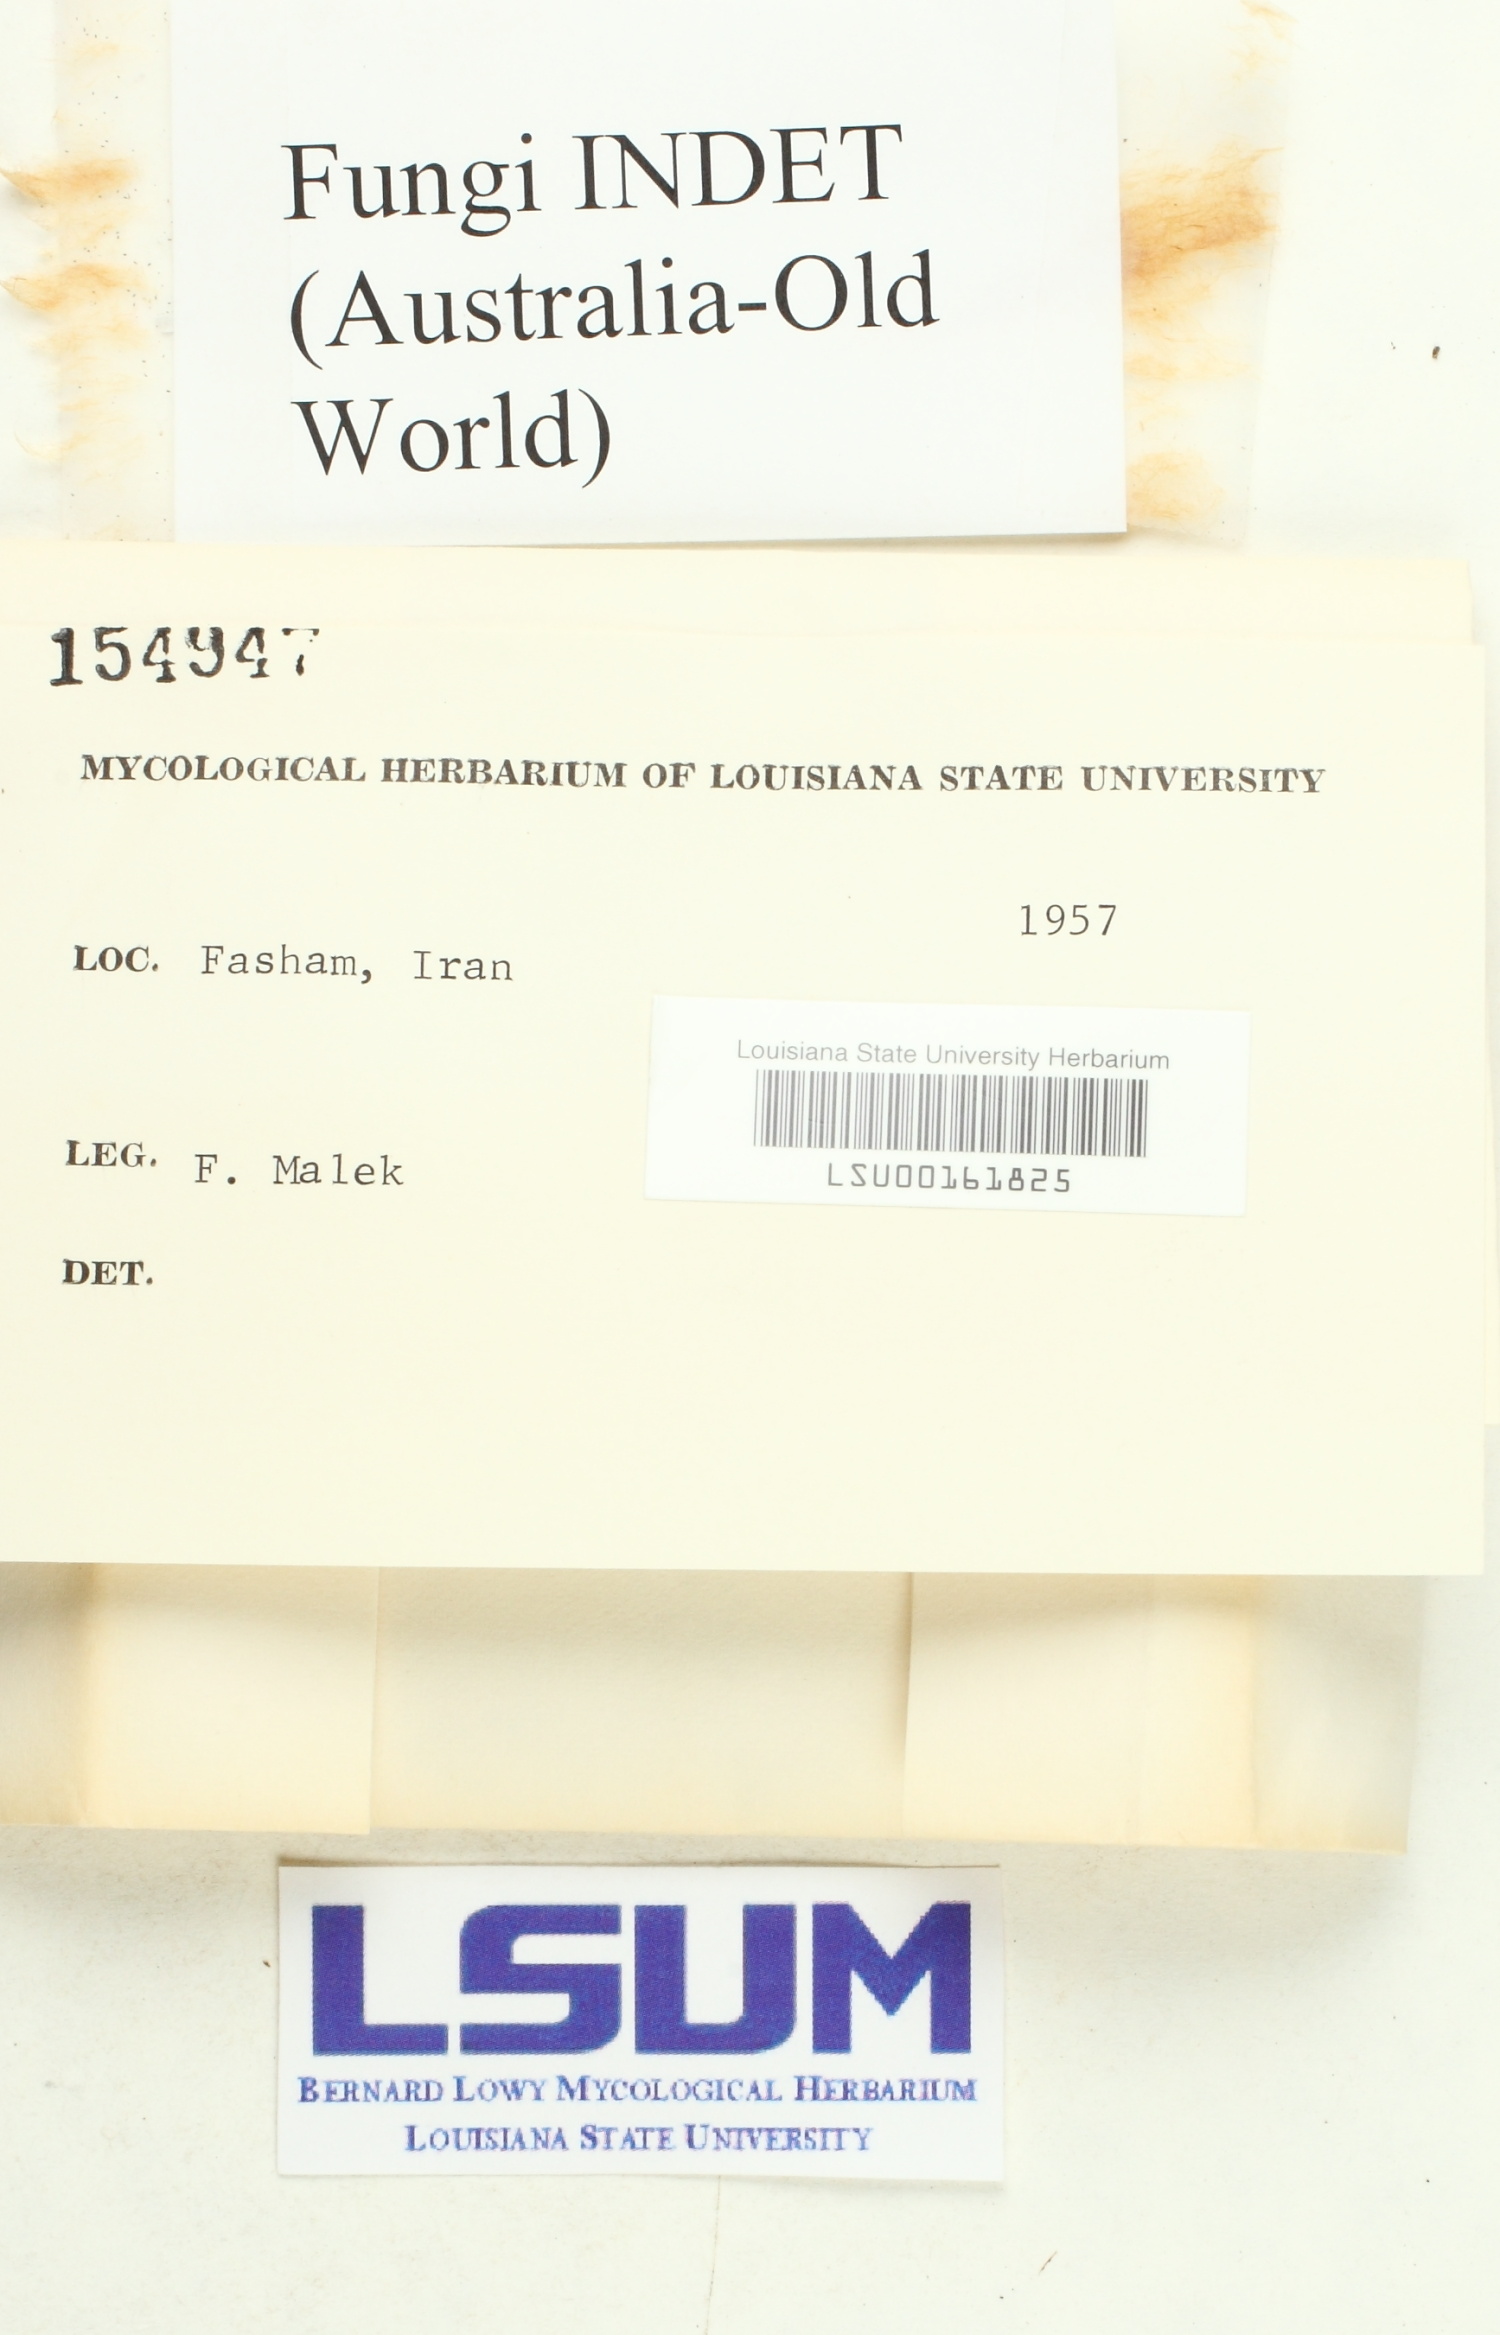 Fungi INDET
(Australia-Old
World)
154947
MYCOLOGICAL HERBARIUM OF LOUISIANA STATE UNIVERSITY
1957
LOC. Fasham, Iran
Louisiana State University Herbarium
LSU00161825
LEG. F. Malek
DET.
LSUM
BERNARD LOWY MYCOLOGICAL HERBARIUM
LOUISIANA STATE UNIVERSITY